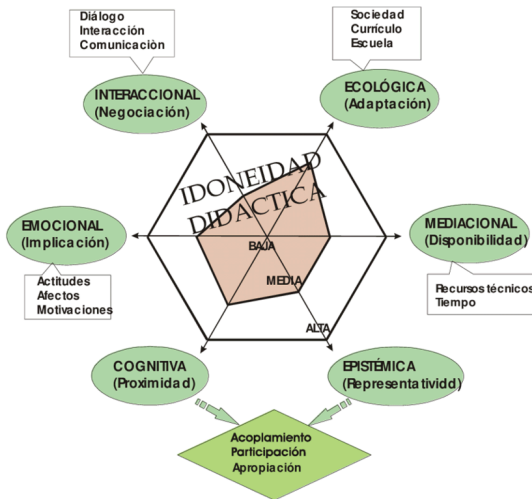 Diálogo
Interacción
Comunicaciòn
Sociedad
Currículo
Escuela
INTERACCIONAL
(Negociación)
ECOLÓGICA
(Adaptación)
IDONEIDAD
DIDACTICA
EMOCIONAL
(Implicación)
MEDIACIONAL
(Disponibilidad)
BAJA
MEDIA
ALTA
Actitudes
Afectos
Motivaciones
Recursos técnicos
Tiempo
COGNITIVA
(Proximidad)
EPISTÉMICA
(Representatividd)
Acoplamiento
Participación
Apropiación